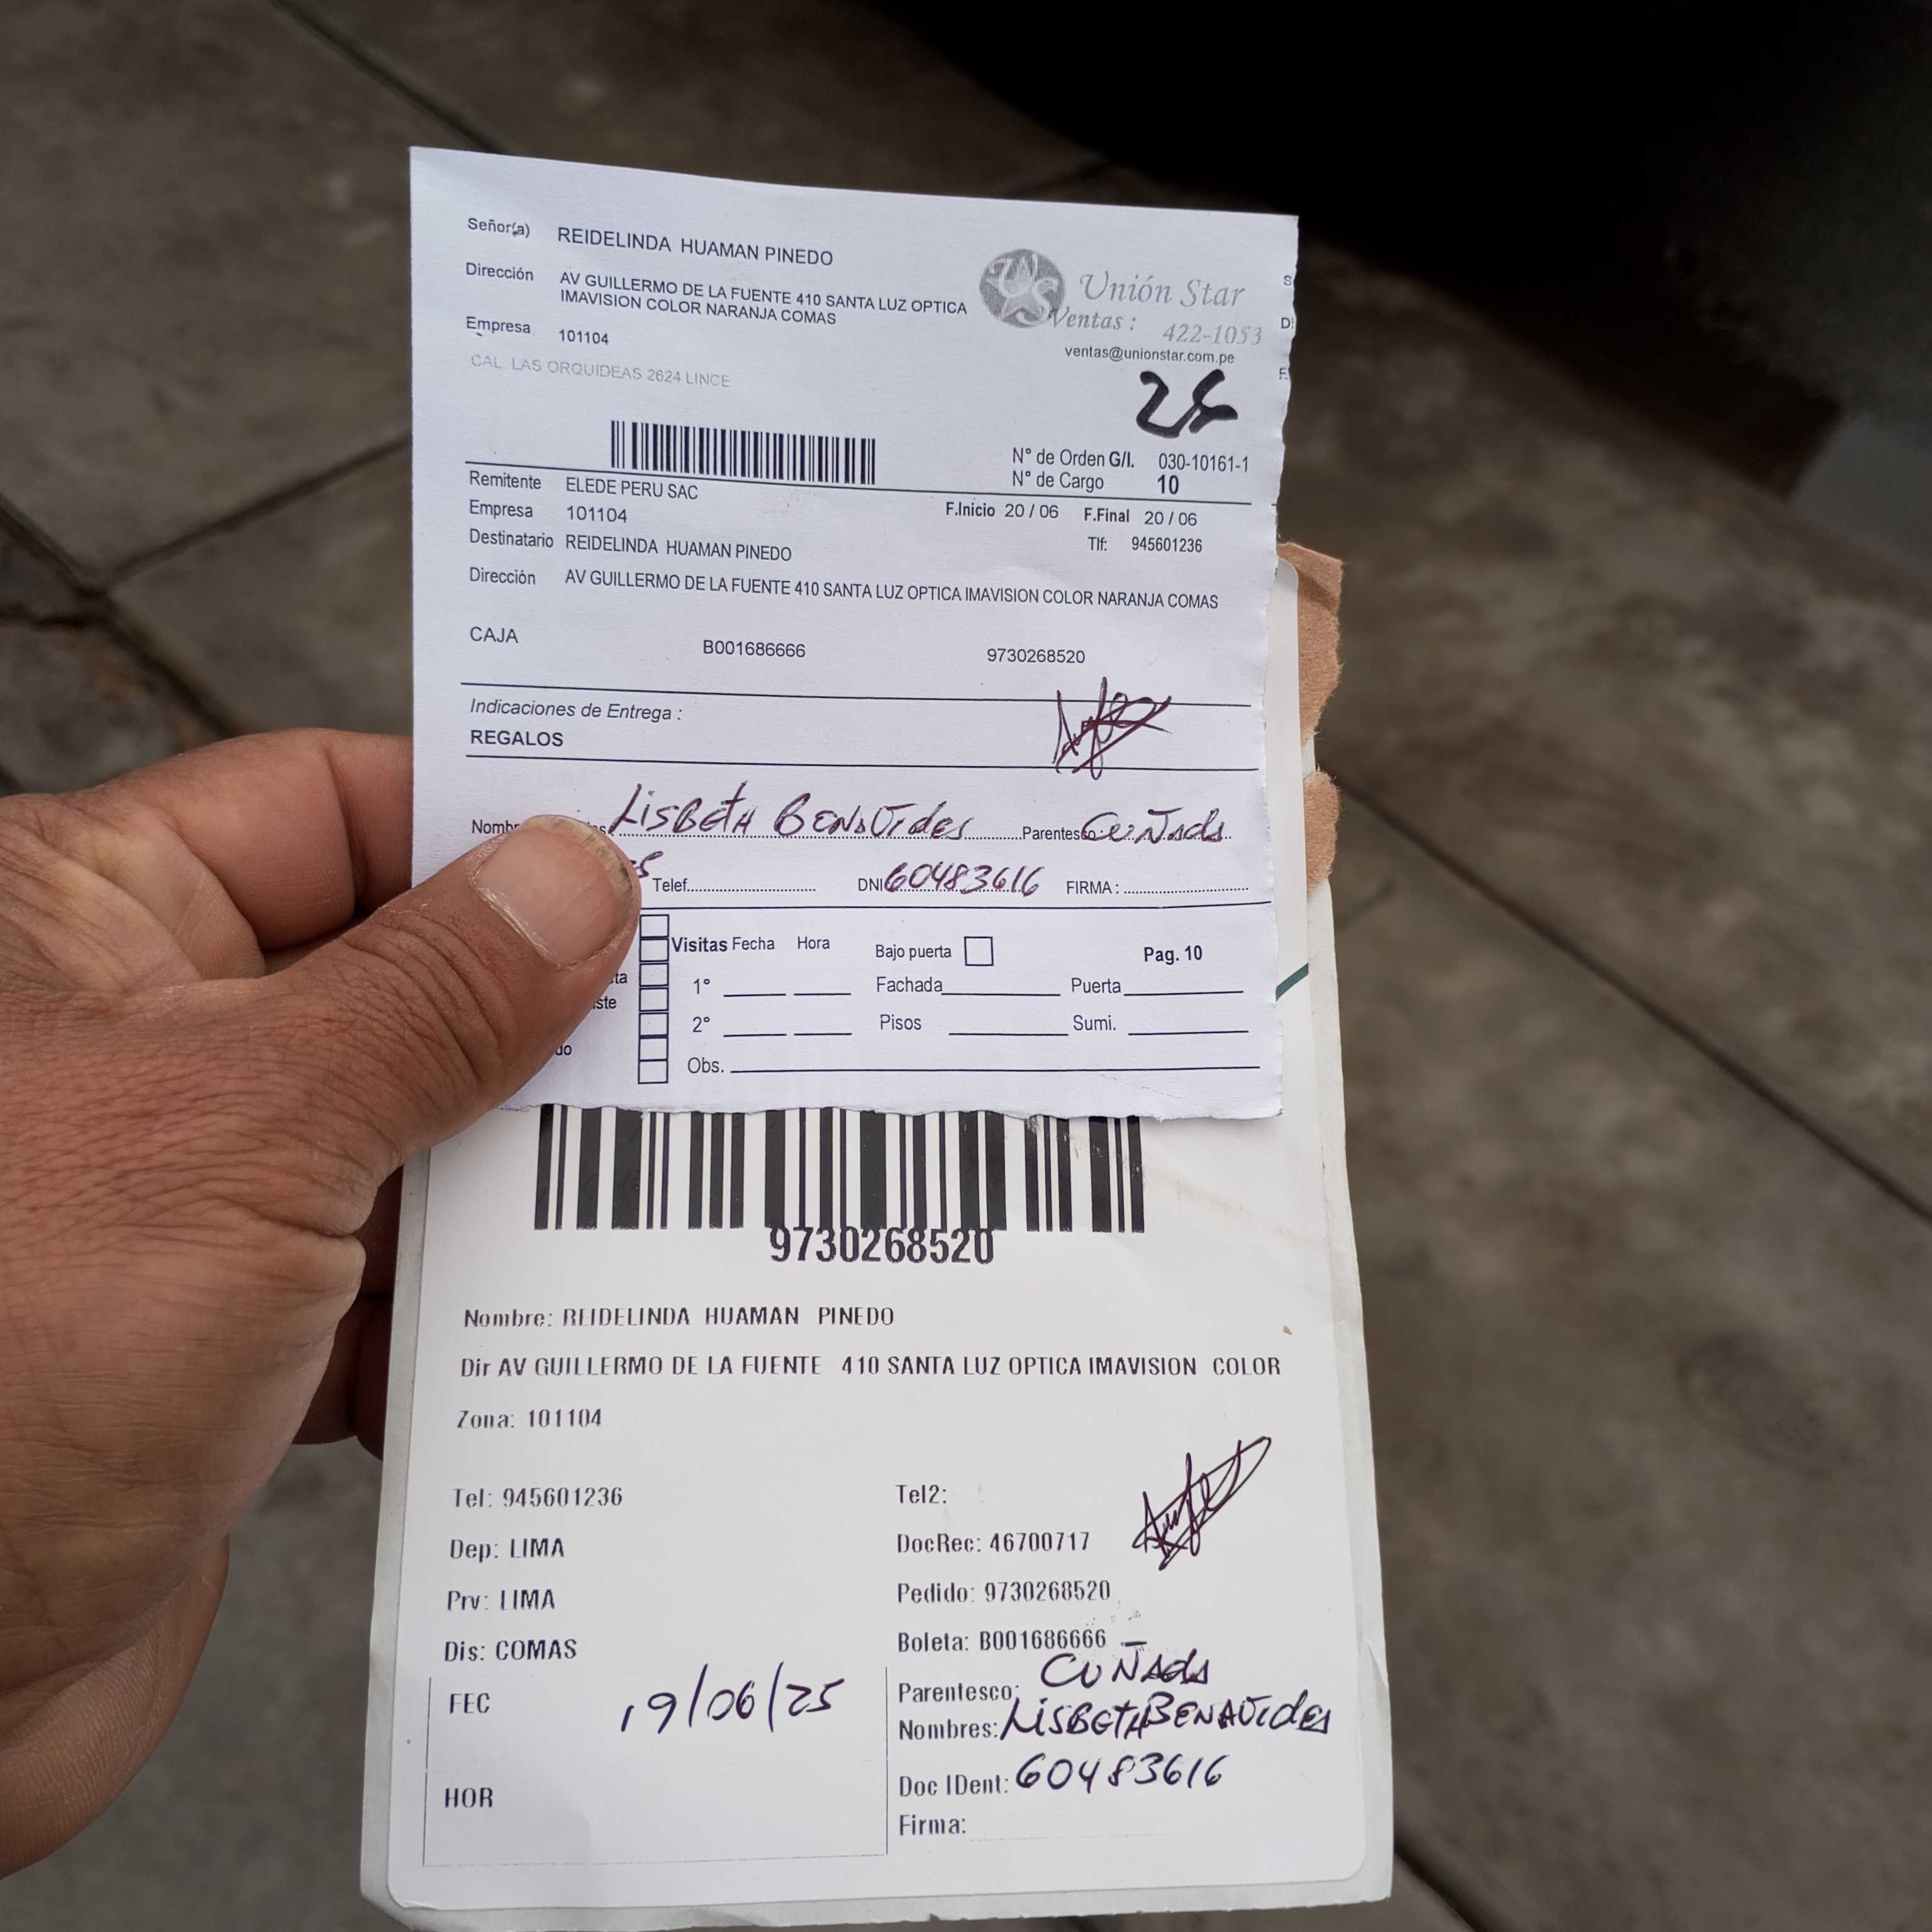 Señor(a) REIDELINDA HUAMAN PINEDO
Dirección AV GUILLERMO DE LA FUENTE 410 SANTA LUZ OPTICA
IMAVISION COLOR NARANJA COMAS
Empresa 101104
CAL LAS ORQUIDEAS 2624 LINCE
Unión Star
Ventas : 422-1053
ventas@unionstar.com.pe
N° de Orden G/I. 030-10161-1
N° de Cargo 10
Remitente ELEDE PERU SAC
Empresa 101104 F.Inicio 20 / 06 F.Final 20 / 06
Destinatario REIDELINDA HUAMAN PINEDO Tlf: 945601236
Dirección AV GUILLERMO DE LA FUENTE 410 SANTA LUZ OPTICA IMAVISION COLOR NARANJA COMAS
CAJA B001686666 9730268520
Indicaciones de Entrega :
REGALOS
LisBetH BENAVides Parentesco: CUÑADA
Telef. DNI 60483616 FIRMA :
Visitas Fecha Hora Bajo puerta Pag. 10
1° Fachada Puerta
2° Pisos Sumi.
Obs.
9730268520
Nombre: REIDELINDA HUAMAN PINEDO
Dir AV GUILLERMO DE LA FUENTE 410 SANTA LUZ OPTICA IMAVISION COLOR
Zona: 101104
Tel: 945601236 Tel2:
Dep: LIMA DocRec: 46700717
Prv: LIMA Pedido: 9730268520
Dis: COMAS Boleta: B001686666
FEC 19/06/25 Parentesco: CUÑADA
Nombres: LisBetH BENAVides
HOR Doc IDent: 60483616
Firma: